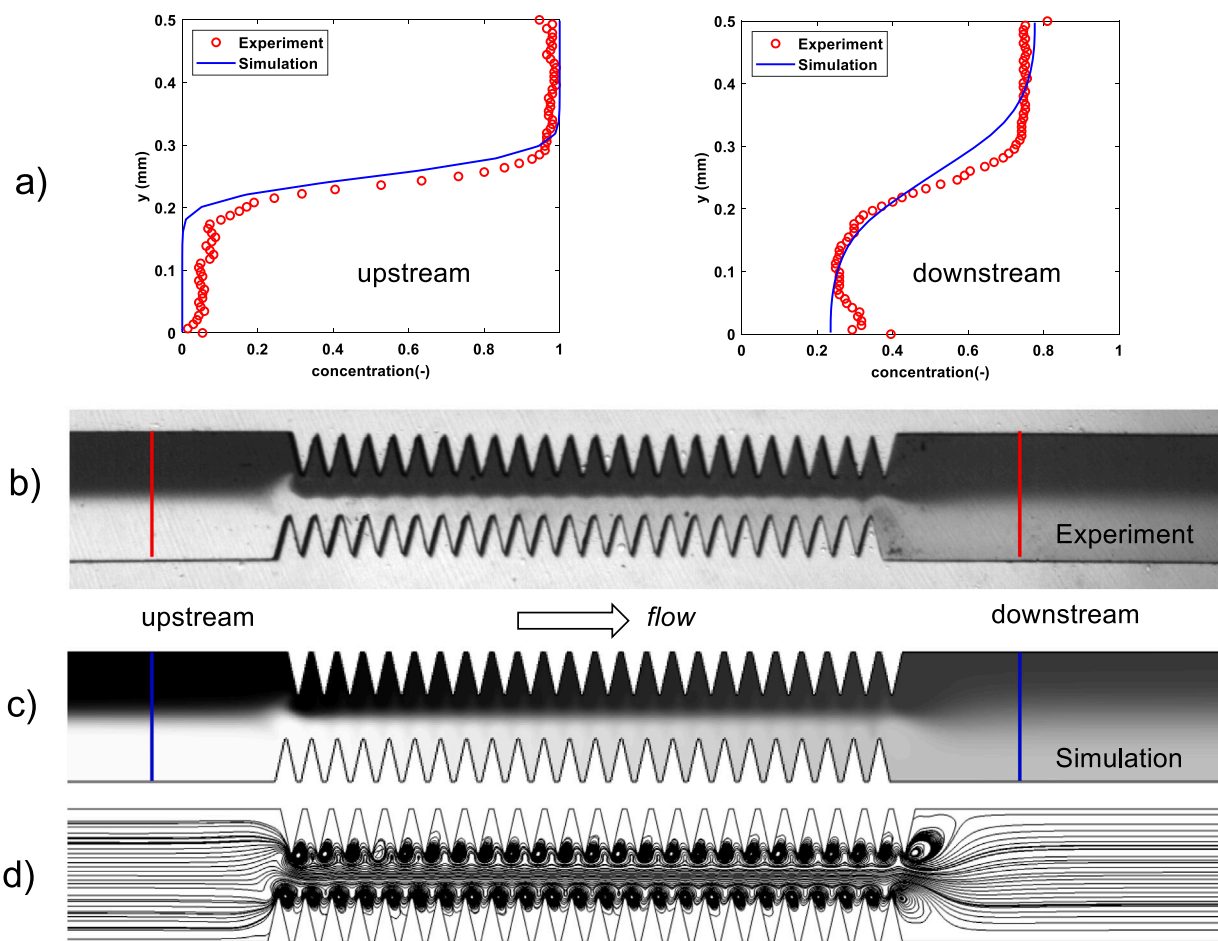 a)
0.5
0.4
0.3
0.2
0.1
0
y (mm)
Experiment
Simulation
upstream
0 0.2 0.4 0.6 0.8 1
concentration(-)
0.5
0.4
0.3
0.2
0.1
0
y (mm)
Experiment
Simulation
downstream
0 0.2 0.4 0.6 0.8 1
concentration(-)
b)
Experiment
upstream
flow
downstream
c)
Simulation
d)